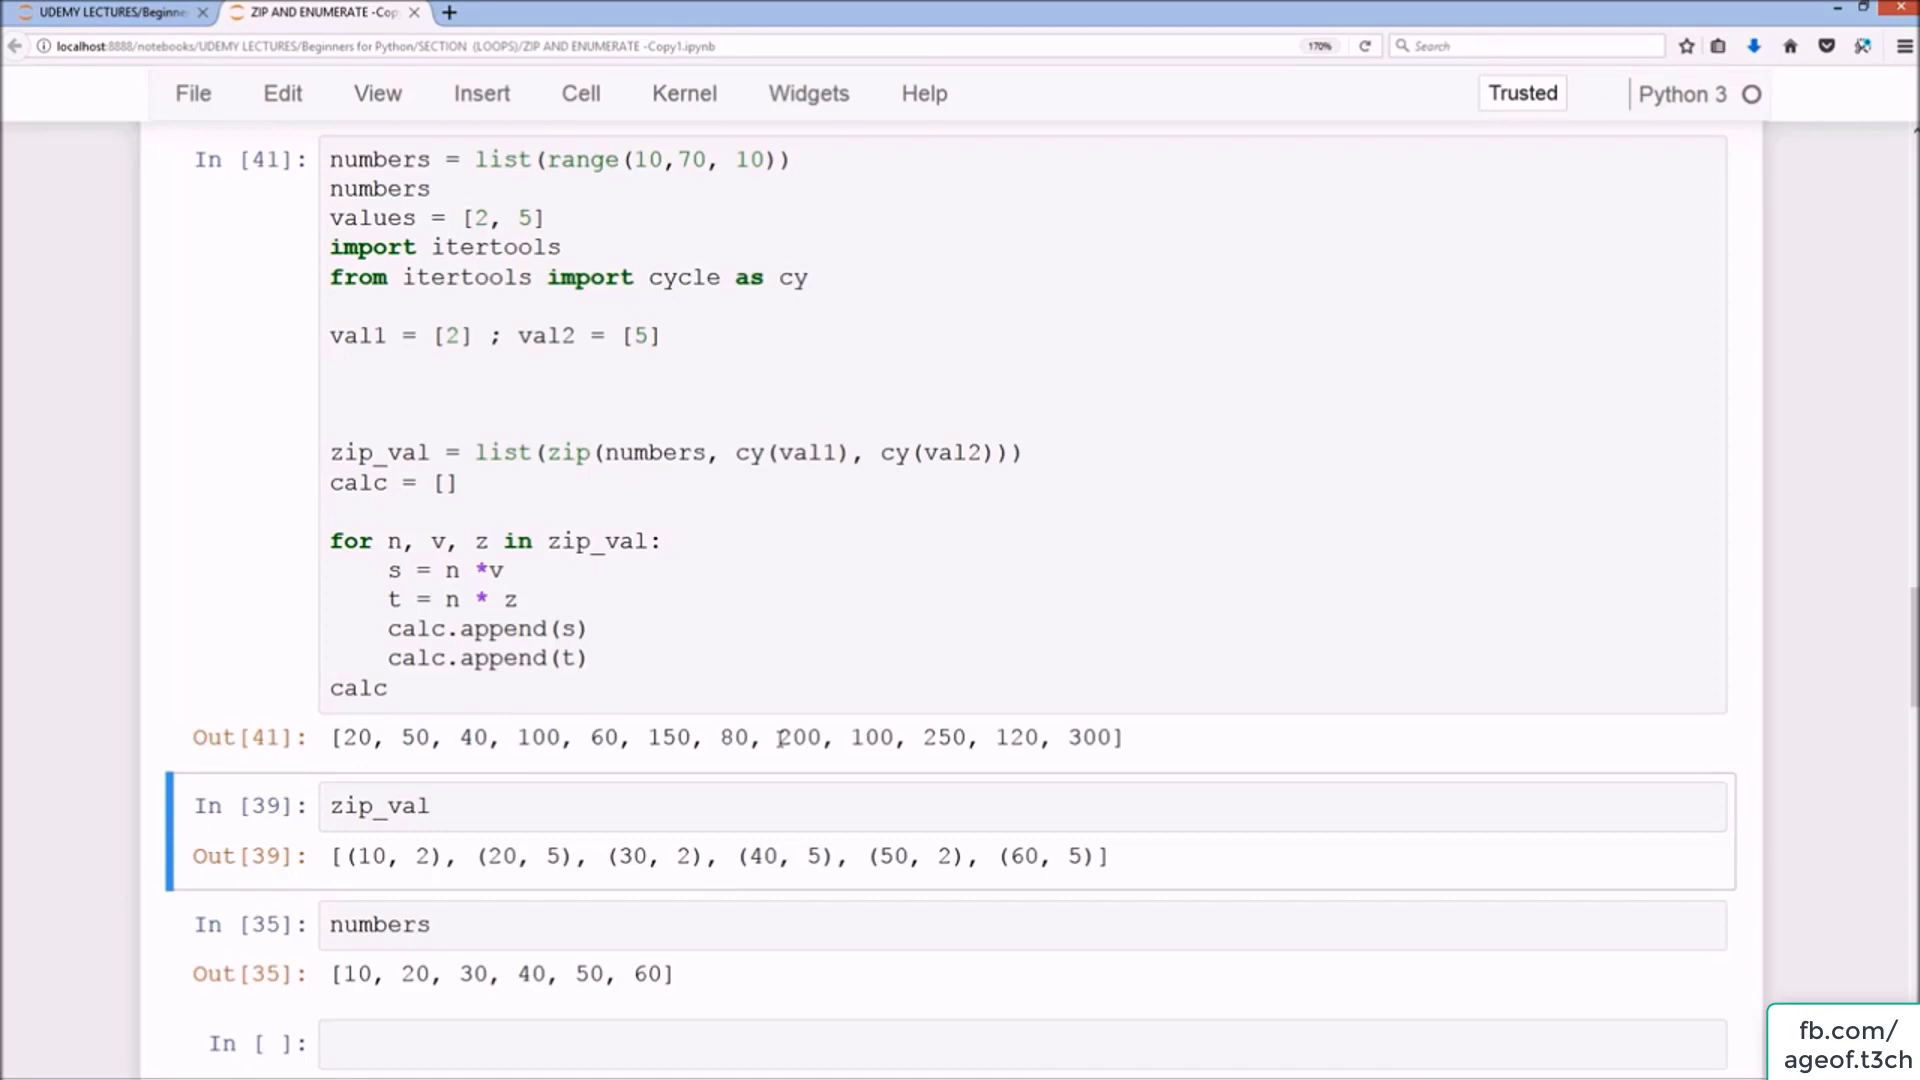 UDEMY LECTURES/Beginne
ZIP AND ENUMERATE -Cop
localhost:8888/notebooks/UDEMY LECTURES/Beginners for Python/SECTION (LOOPS)/ZIP AND ENUMERATE -Copy1.ipynb
170%
Search
File Edit View Insert Cell Kernel Widgets Help
Trusted
Python 3
In [41]:
numbers = list(range(10,70, 10))
numbers
values = [2, 5]
import itertools
from itertools import cycle as cy
val1 = [2] ; val2 = [5]
zip_val = list(zip(numbers, cy(val1), cy(val2)))
calc = []
for n, v, z in zip_val:
s = n *v
t = n * z
calc.append(s)
calc.append(t)
calc
Out[41]: [20, 50, 40, 100, 60, 150, 80, 200, 100, 250, 120, 300]
In [39]: zip_val
Out[39]: [(10, 2), (20, 5), (30, 2), (40, 5), (50, 2), (60, 5)]
In [35]: numbers
Out[35]: [10, 20, 30, 40, 50, 60]
In [ ]:
fb.com/
ageof.t3ch